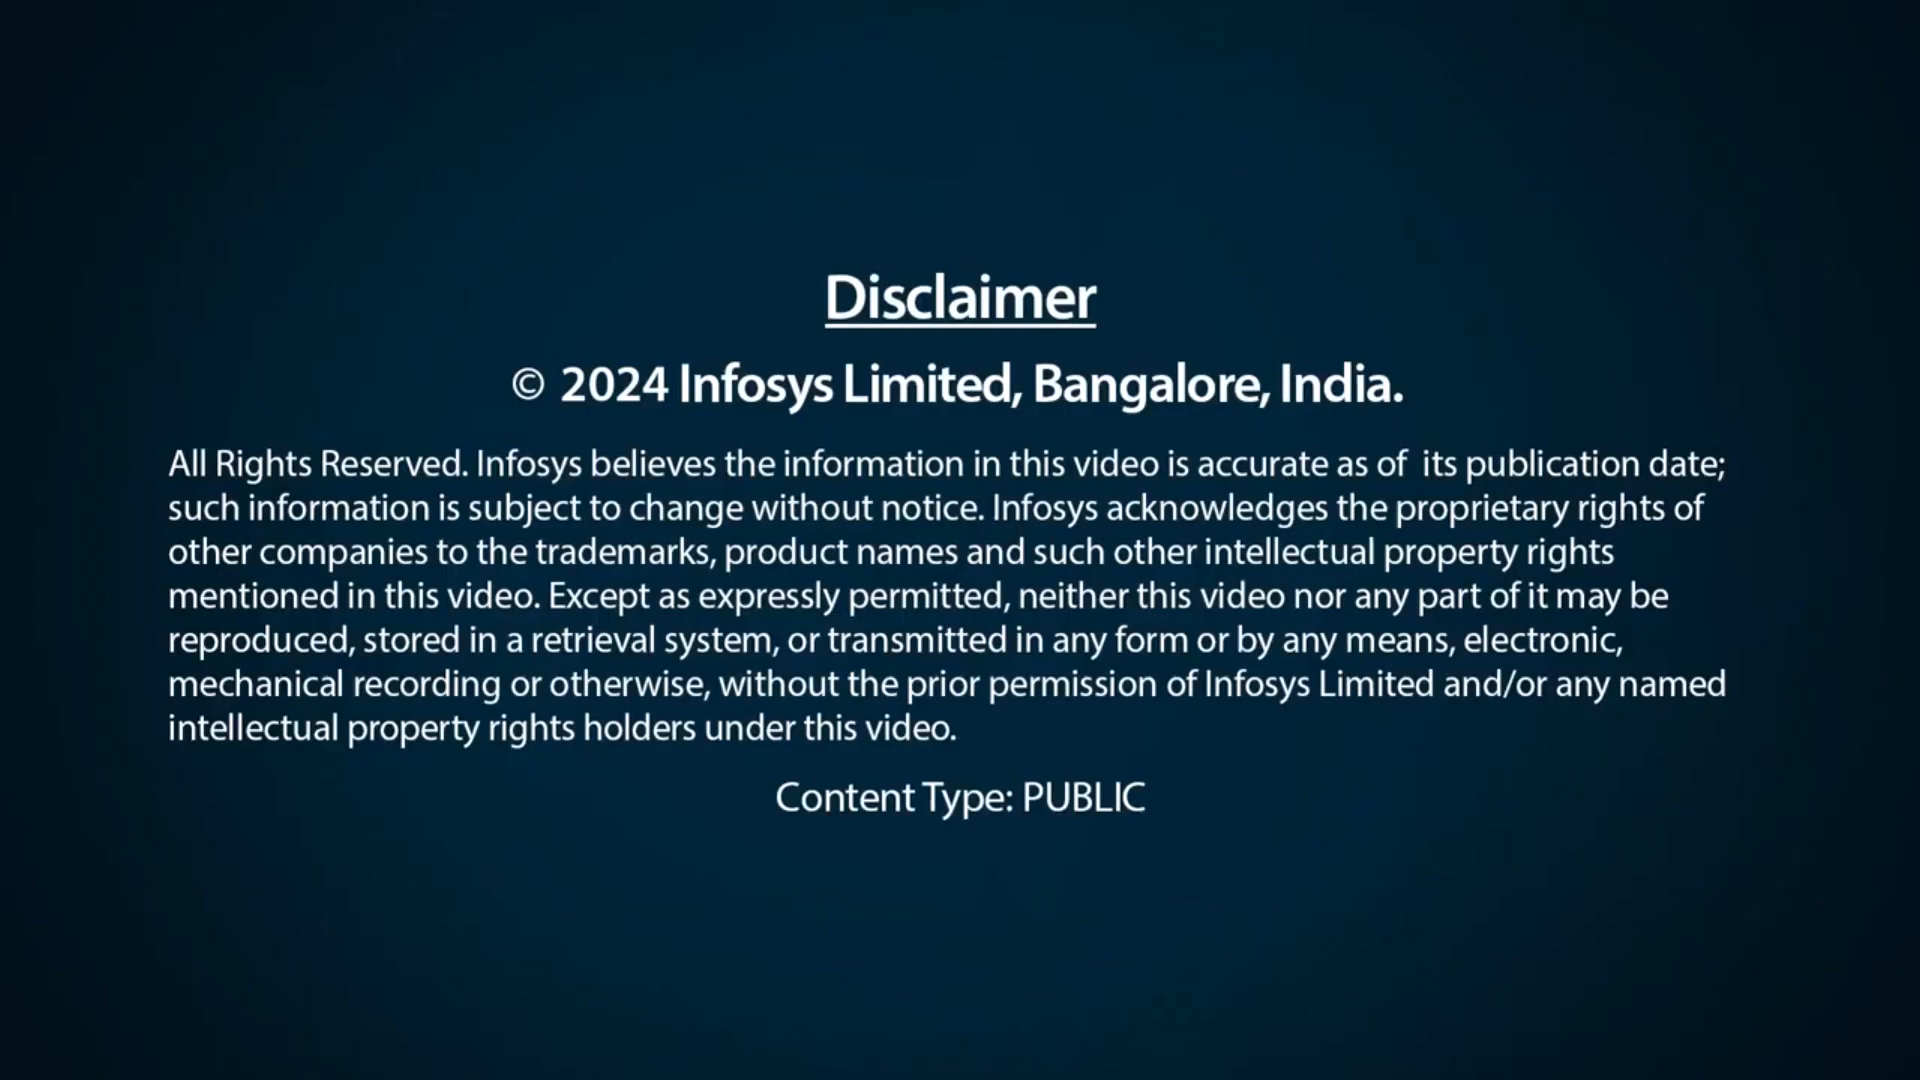 Disclaimer
© 2024 Infosys Limited, Bangalore, India.
All Rights Reserved. Infosys believes the information in this video is accurate as of its publication date;
such information is subject to change without notice. Infosys acknowledges the proprietary rights of
other companies to the trademarks, product names and such other intellectual property rights
mentioned in this video. Except as expressly permitted, neither this video nor any part of it may be
reproduced, stored in a retrieval system, or transmitted in any form or by any means, electronic,
mechanical recording or otherwise, without the prior permission of Infosys Limited and/or any named
intellectual property rights holders under this video.
Content Type: PUBLIC